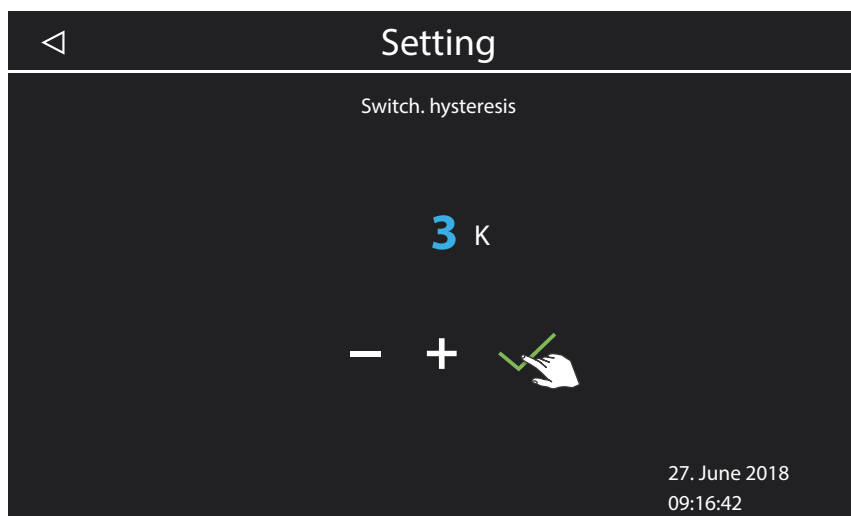 Setting
Switch. hysteresis
3 K
27. June 2018
09:16:42